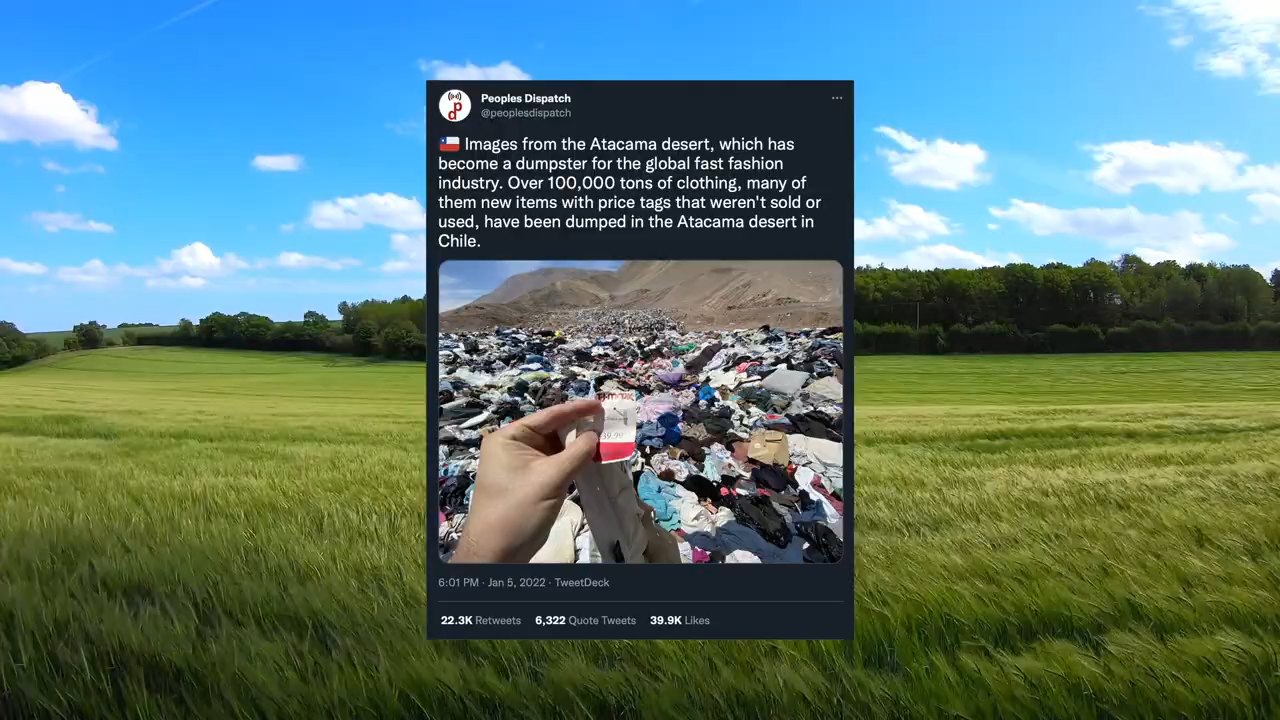 Peoples Dispatch
@peoplesdispatch
🇨🇱 Images from the Atacama desert, which has
become a dumpster for the global fast fashion
industry. Over 100,000 tons of clothing, many of
them new items with price tags that weren't sold or
used, have been dumped in the Atacama desert in
Chile.
39.99
6:01 PM · Jan 5, 2022 · TweetDeck
22.3K Retweets 6,322 Quote Tweets 39.9K Likes